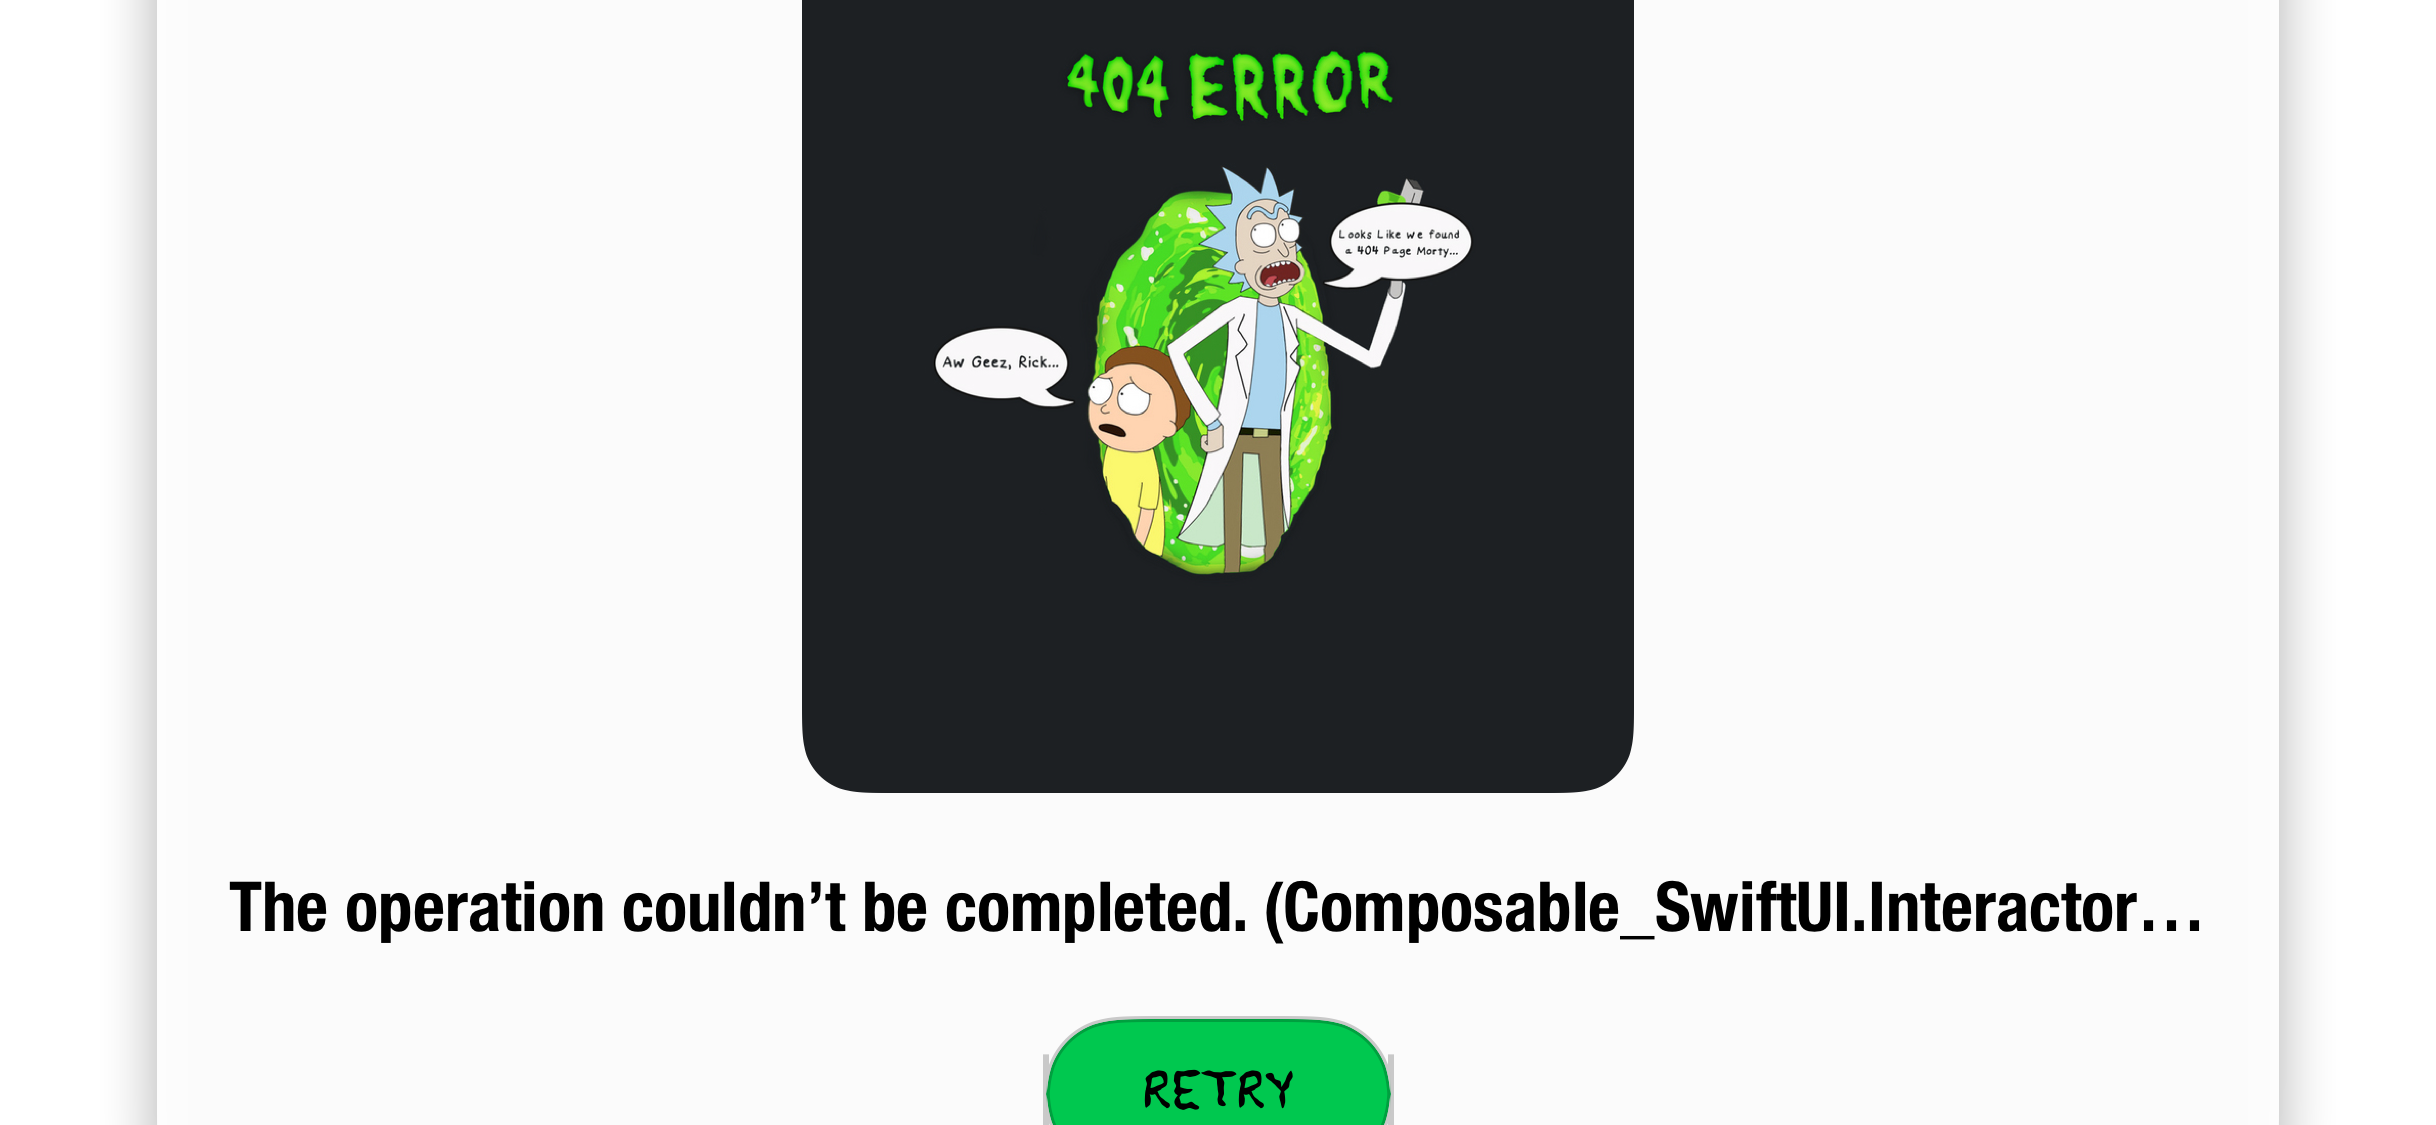 404 ERROR
Looks Like we found
a 404 Page Morty...
Aw Geez, Rick...
The operation couldn’t be completed. (Composable_SwiftUI.Interactor…
RETRY